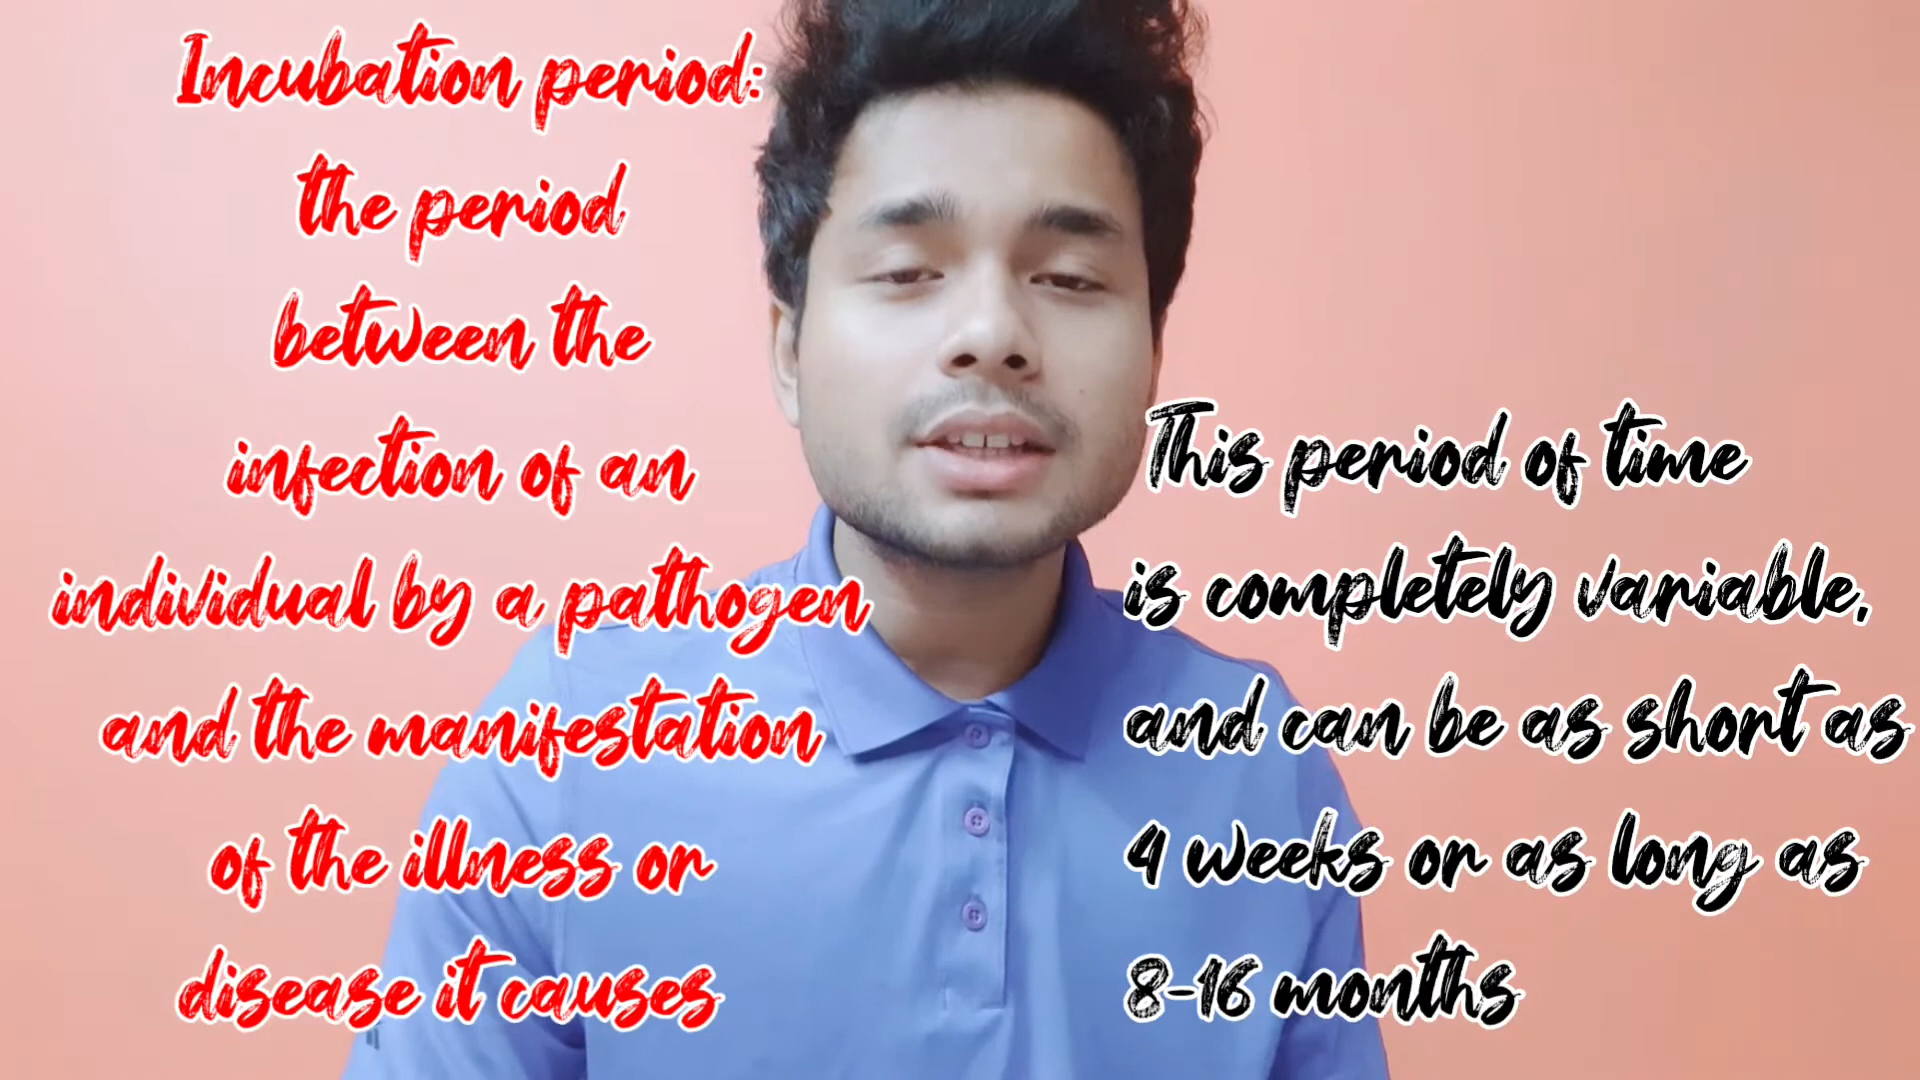 Incubation period:
the period
between the
infection of an
individual by a pathogen
and the manifestation
of the illness or
disease it causes
This period of time
is completely variable,
and can be as short as
4 weeks or as long as
8-16 months